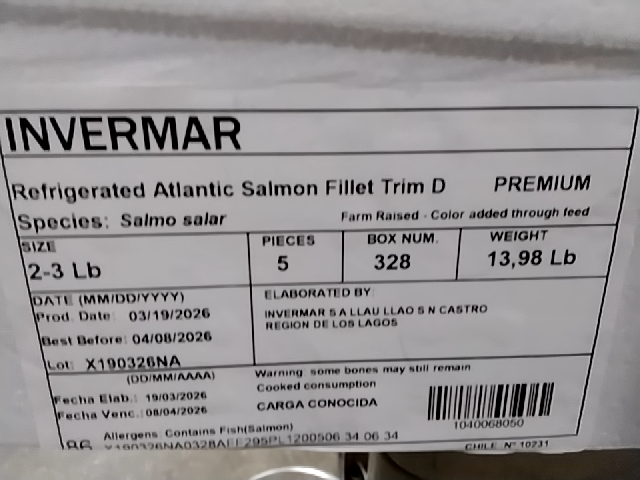 INVERMAR
Refrigerated Atlantic Salmon Fillet Trim D PREMIUM
Species: Salmo salar Farm Raised - Color added through feed
SIZE PIECES BOX NUM. WEIGHT
2-3 Lb 5 328 13,98 Lb
DATE (MM/DD/YYYY)
Prod. Date: 03/19/2026
Best Before: 04/08/2026
Lot: X190326NA
ELABORATED BY:
INVERMAR S A LLAU LLAO S N CASTRO
REGION DE LOS LAGOS
(DD/MM/AAAA)
Fecha Elab.: 19/03/2026
Fecha Venc.: 08/04/2026
Warning: some bones may still remain
Cooked consumption
CARGA CONOCIDA
1040068050
Allergens: Contains Fish(Salmon)
CHILE N° 10231